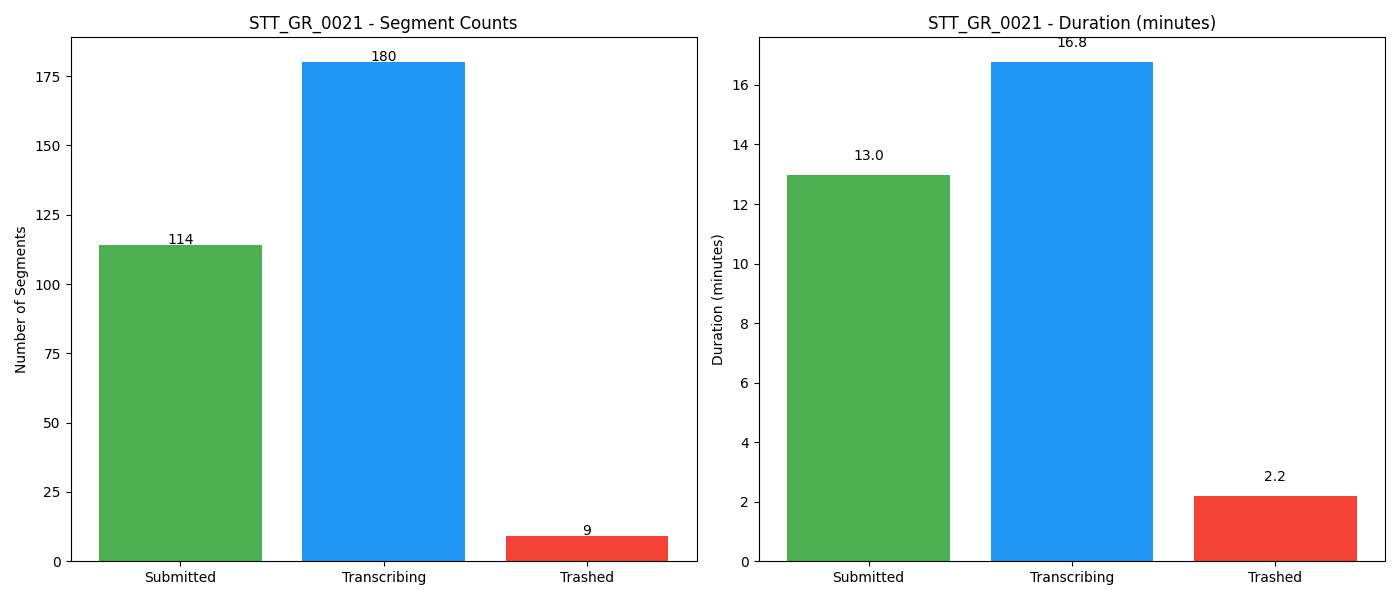 STT_GR_0021 - Segment Counts
Number of Segments
175
150
125
100
75
50
25
0
180
114
9
Submitted
Transcribing
Trashed
STT_GR_0021 - Duration (minutes)
Duration (minutes)
16
14
12
10
8
6
4
2
0
16.8
13.0
2.2
Submitted
Transcribing
Trashed